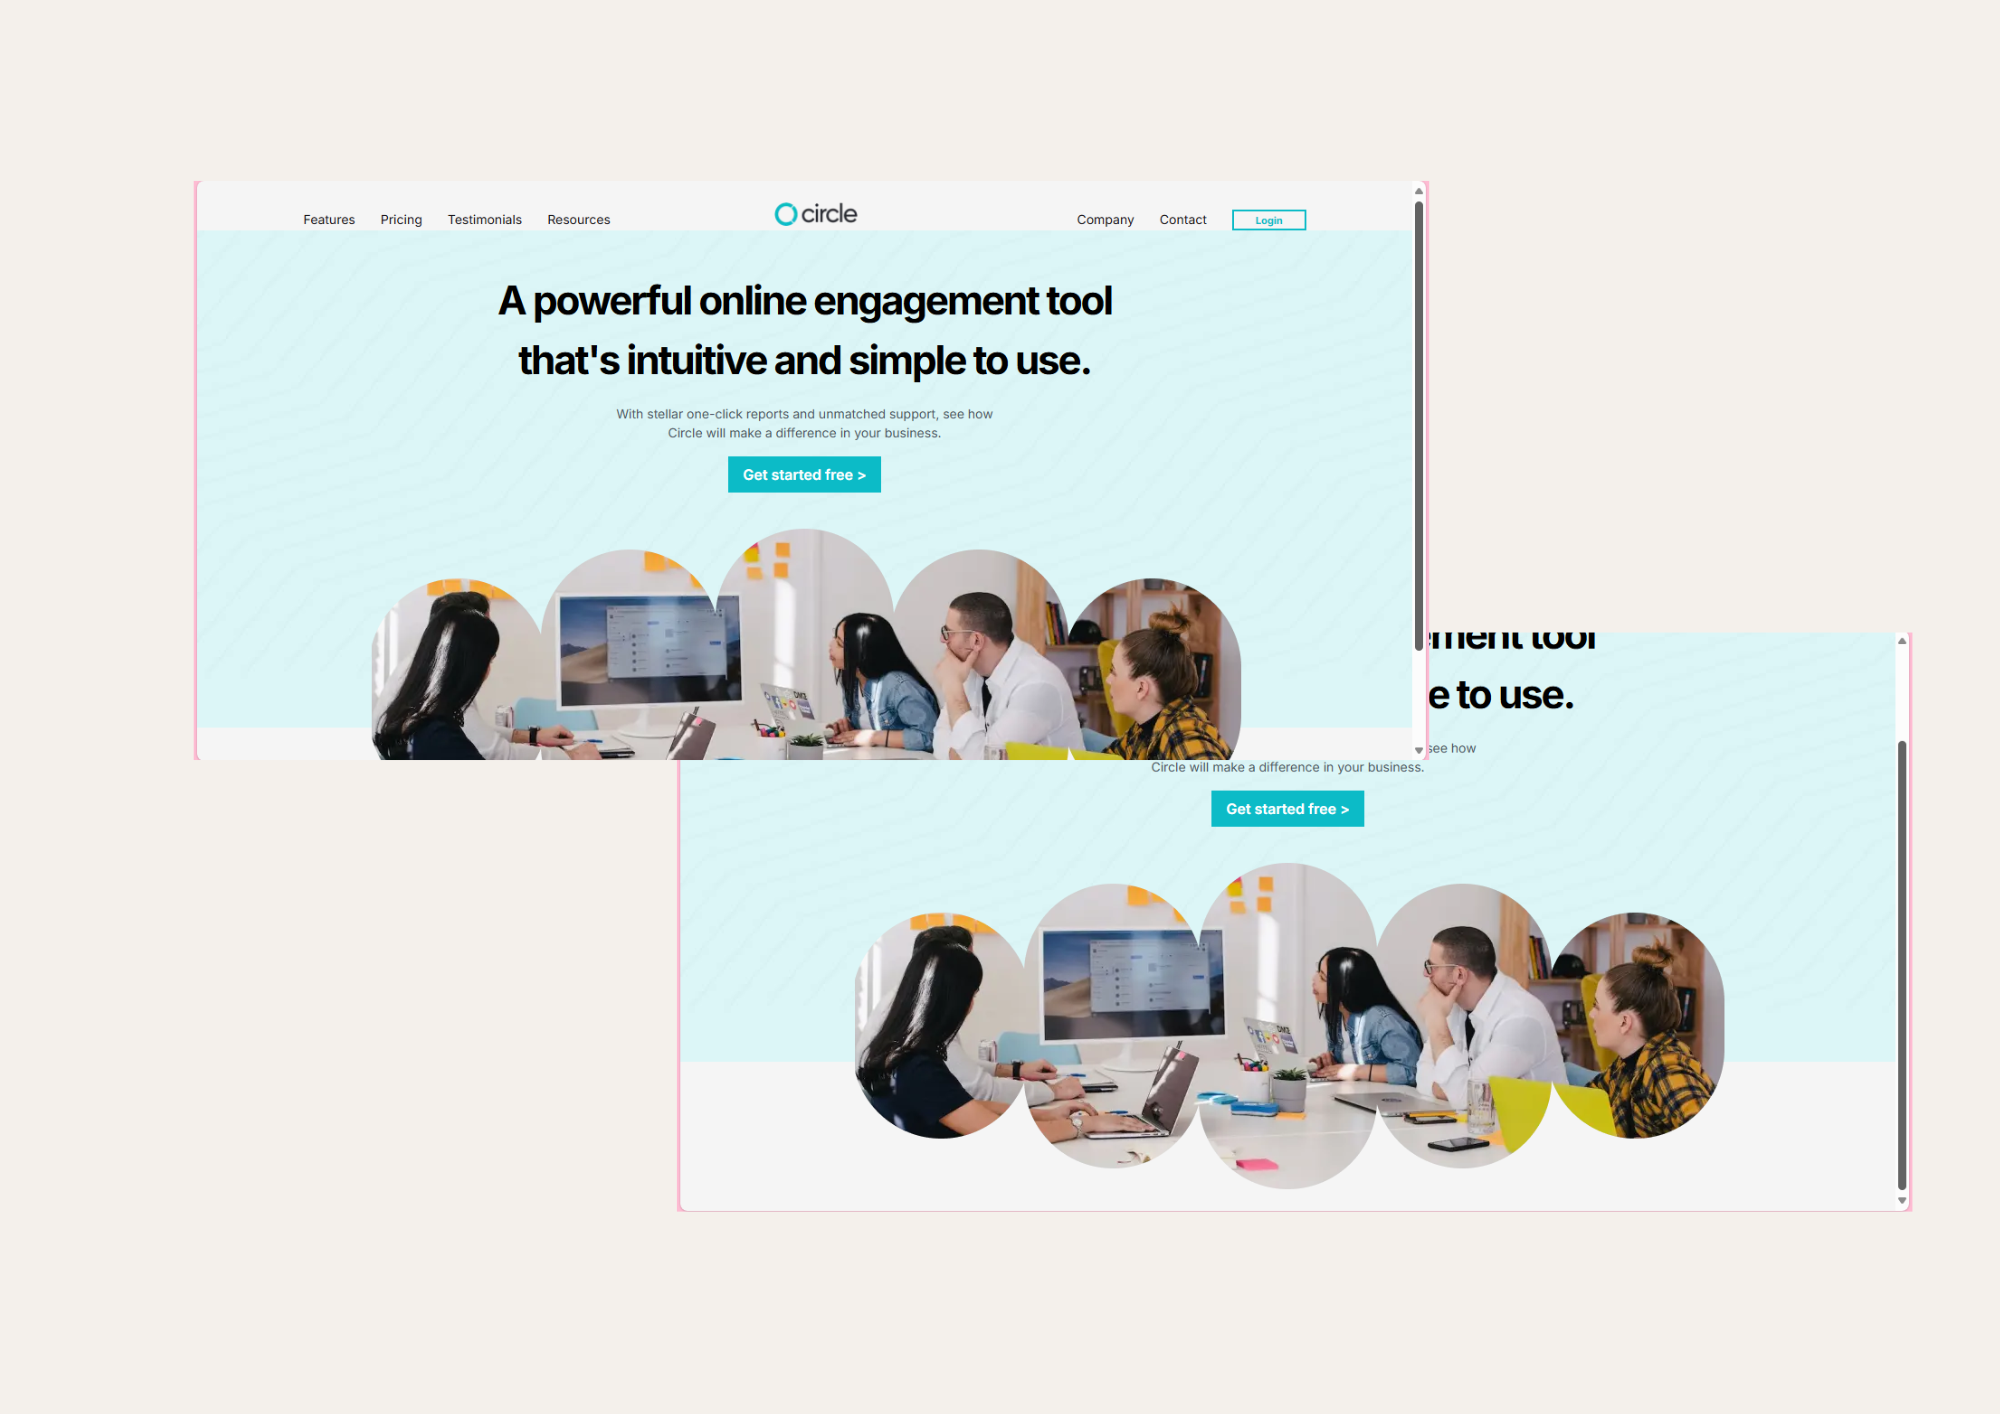 Features Pricing Testimonials Resources circle Company Contact Login
A powerful online engagement tool
that's intuitive and simple to use.
With stellar one-click reports and unmatched support, see how
Circle will make a difference in your business.
Get started free >
tool
e to use.
see how
Circle will make a difference in your business.
Get started free >